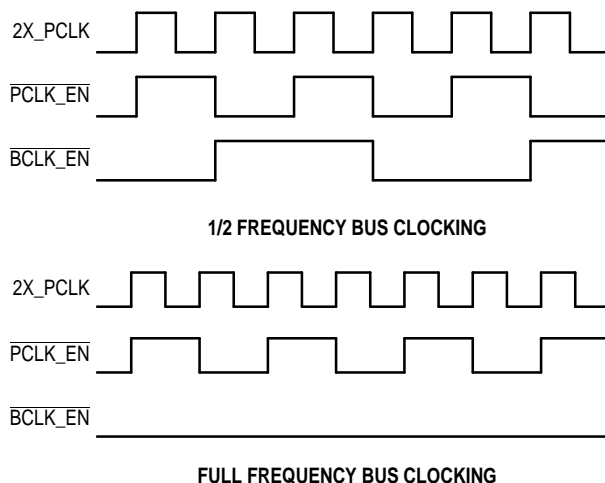 2X_PCLK
PCLK_EN
BCLK_EN
1/2 FREQUENCY BUS CLOCKING
2X_PCLK
PCLK_EN
BCLK_EN
FULL FREQUENCY BUS CLOCKING